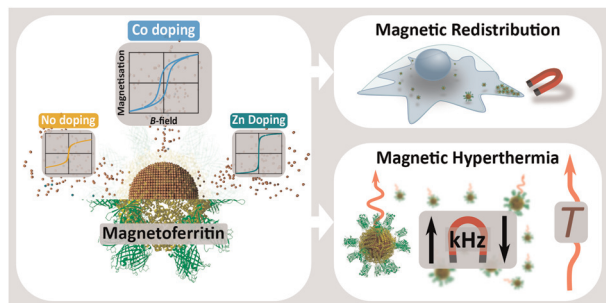 Co doping
Magnetisation
B-field
No doping
Zn Doping
Magnetoferritin
Magnetic Redistribution
Magnetic Hyperthermia
kHz
T